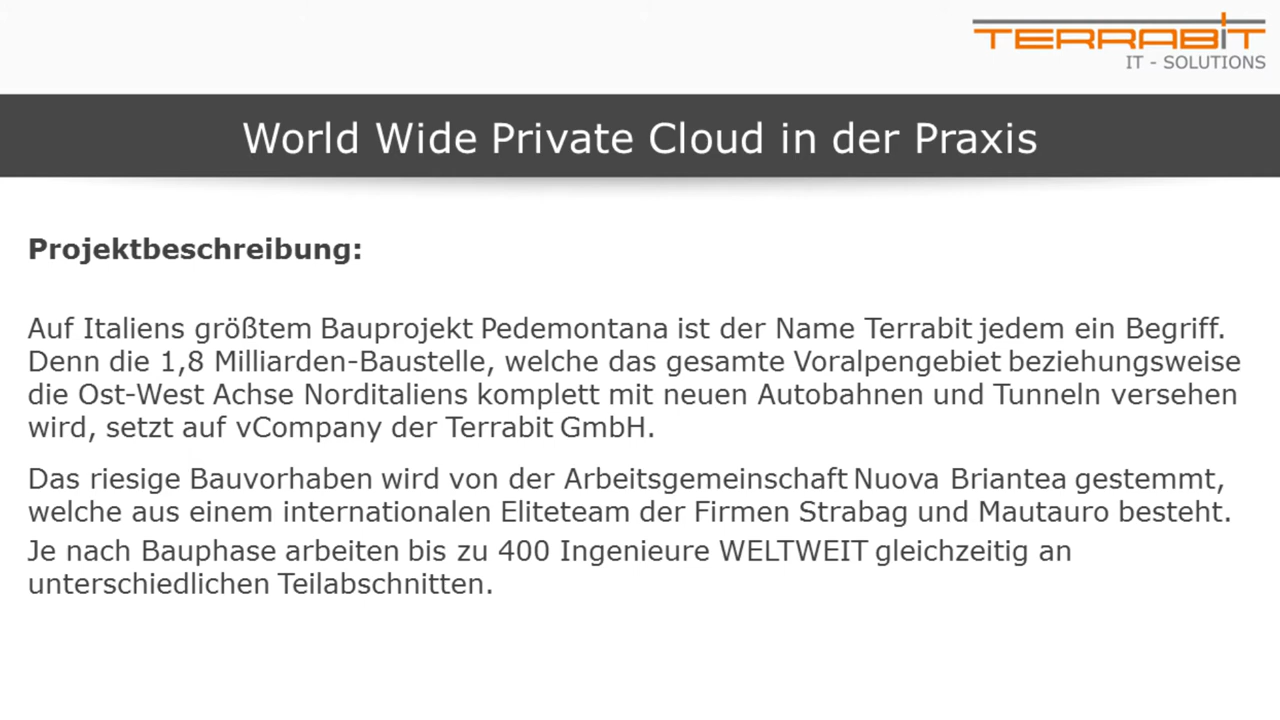 TERRABIT
IT - SOLUTIONS
World Wide Private Cloud in der Praxis
Projektbeschreibung:
Auf Italiens größtem Bauprojekt Pedemontana ist der Name Terrabit jedem ein Begriff.
Denn die 1,8 Milliarden-Baustelle, welche das gesamte Voralpengebiet beziehungsweise
die Ost-West Achse Norditaliens komplett mit neuen Autobahnen und Tunneln versehen
wird, setzt auf vCompany der Terrabit GmbH.
Das riesige Bauvorhaben wird von der Arbeitsgemeinschaft Nuova Briantea gestemmt,
welche aus einem internationalen Eliteteam der Firmen Strabag und Mautauro besteht.
Je nach Bauphase arbeiten bis zu 400 Ingenieure WELTWEIT gleichzeitig an
unterschiedlichen Teilabschnitten.